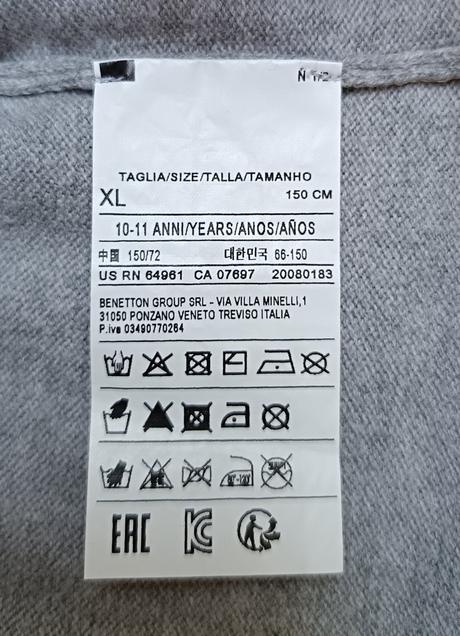 Ñ 1/2
TAGLIA/SIZE/TALLA/TAMANHO
XL 150 CM
10-11 ANNI/YEARS/ANOS/AÑOS
中国 150/72 대한민국 66-150
US RN 64961 CA 07697 20080183
BENETTON GROUP SRL - VIA VILLA MINELLI,1
31050 PONZANO VENETO TREVISO ITALIA
P.iva 03490770264
EAC